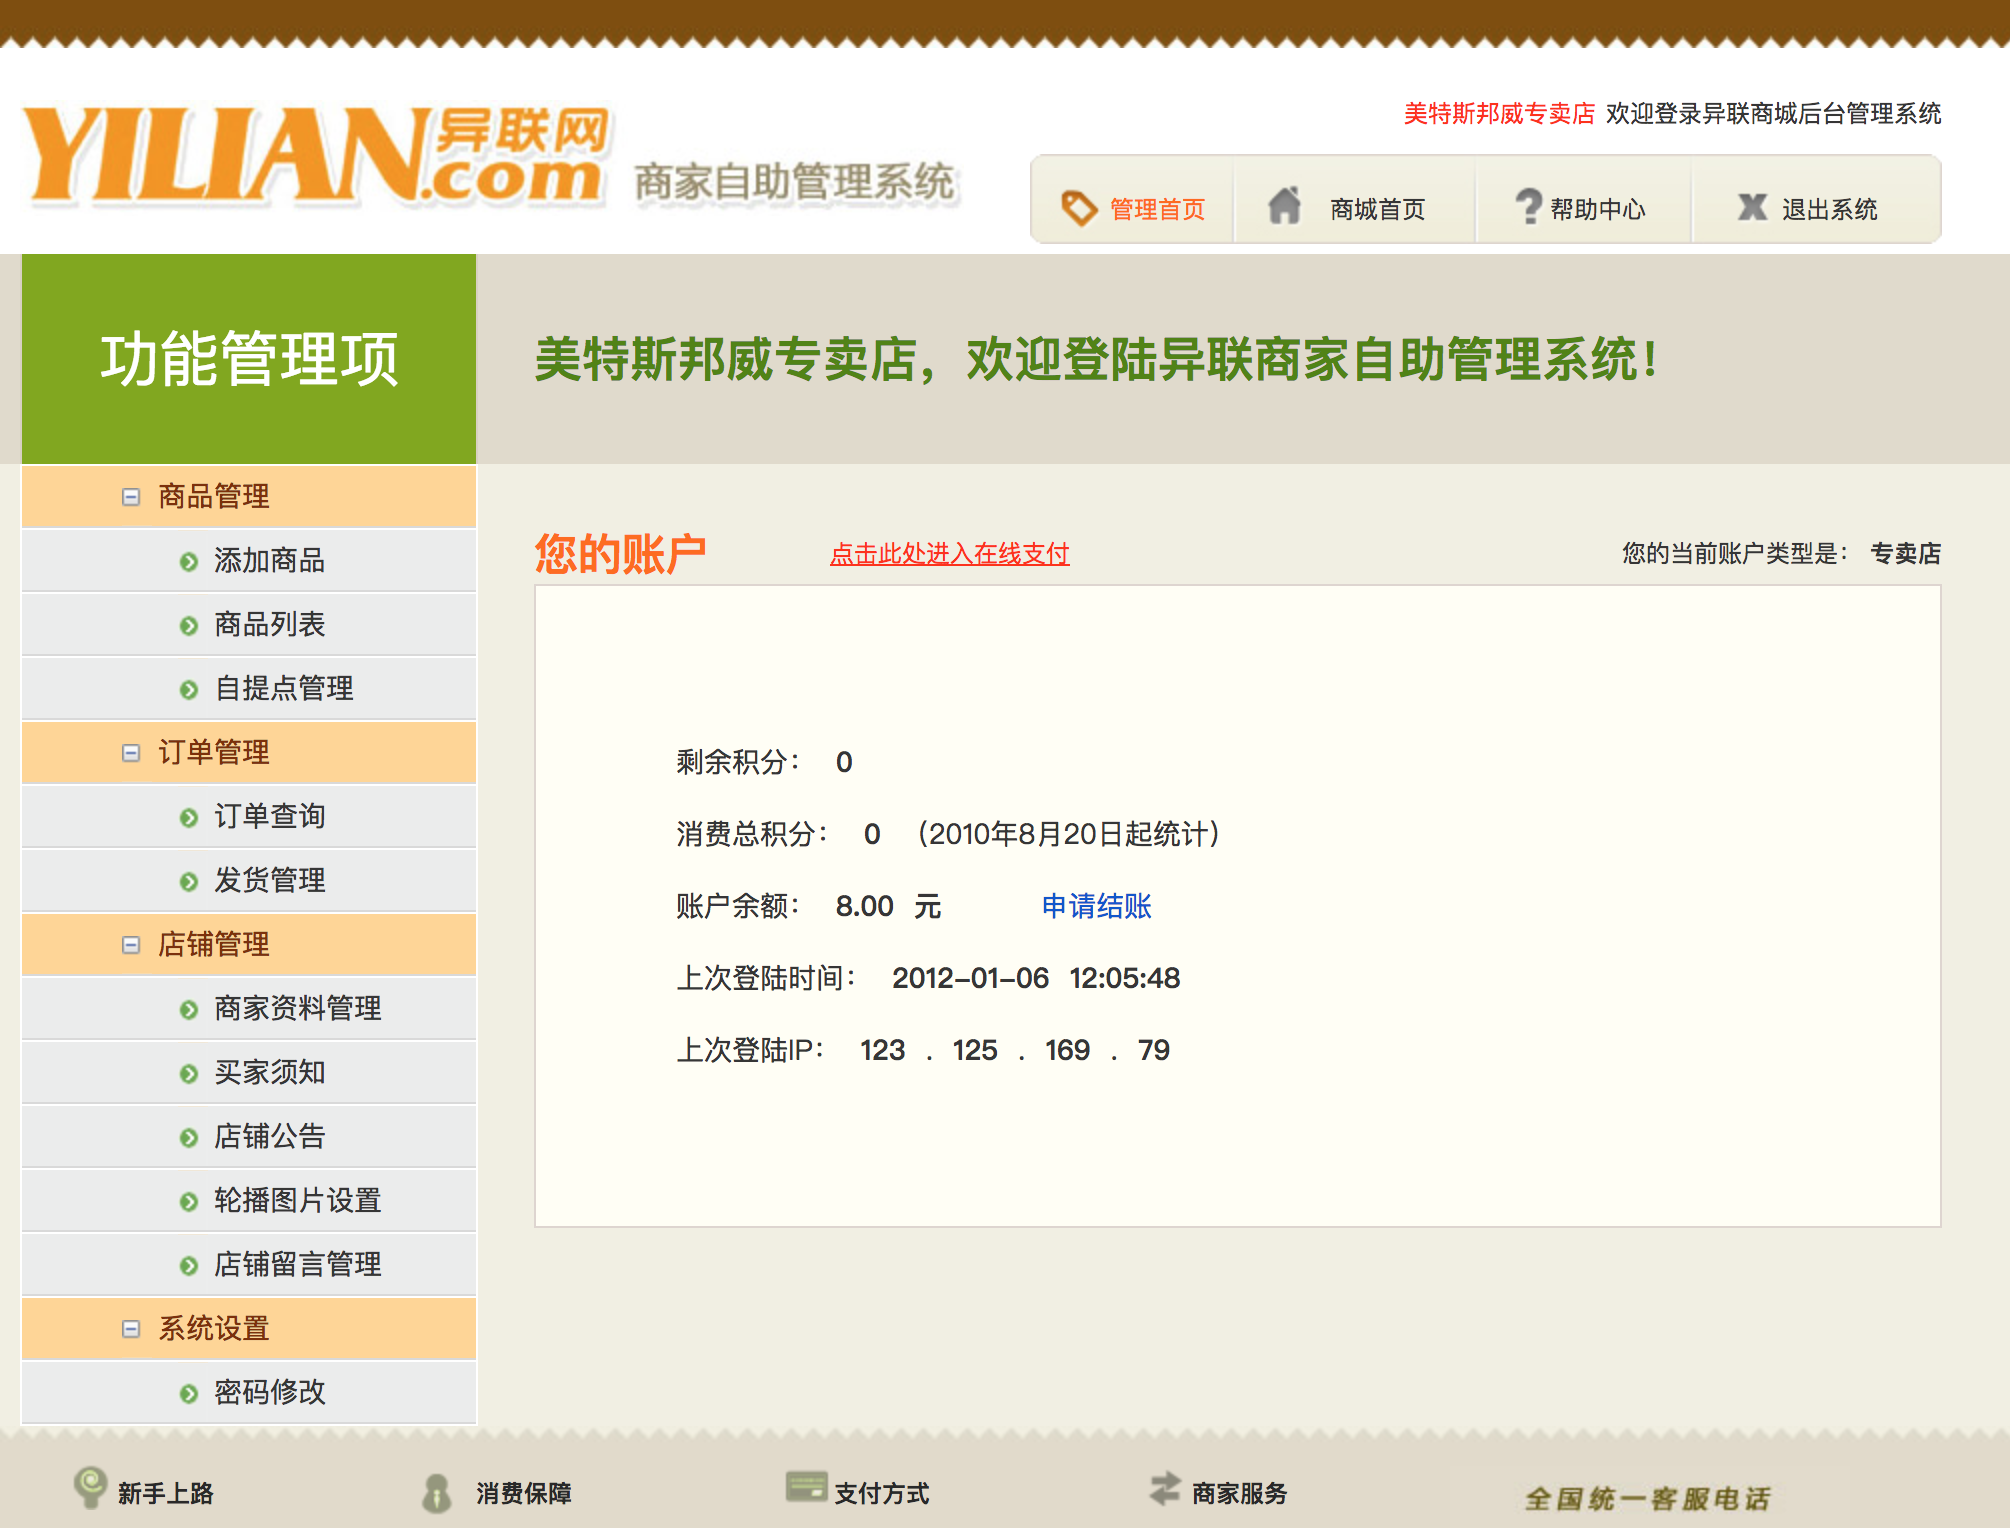 YILIAN.com 异联网 商家自助管理系统
美特斯邦威专卖店 欢迎登录异联商城后台管理系统
管理首页 商城首页 帮助中心 退出系统
功能管理项
美特斯邦威专卖店，欢迎登陆异联商家自助管理系统！
商品管理
添加商品
商品列表
自提点管理
订单管理
订单查询
发货管理
店铺管理
商家资料管理
买家须知
店铺公告
轮播图片设置
店铺留言管理
系统设置
密码修改
您的账户 点击此处进入在线支付 您的当前账户类型是： 专卖店
剩余积分： 0
消费总积分： 0 （2010年8月20日起统计）
账户余额： 8.00 元 申请结账
上次登陆时间： 2012-01-06 12:05:48
上次登陆IP： 123 . 125 . 169 . 79
新手上路 消费保障 支付方式 商家服务 全国统一客服电话